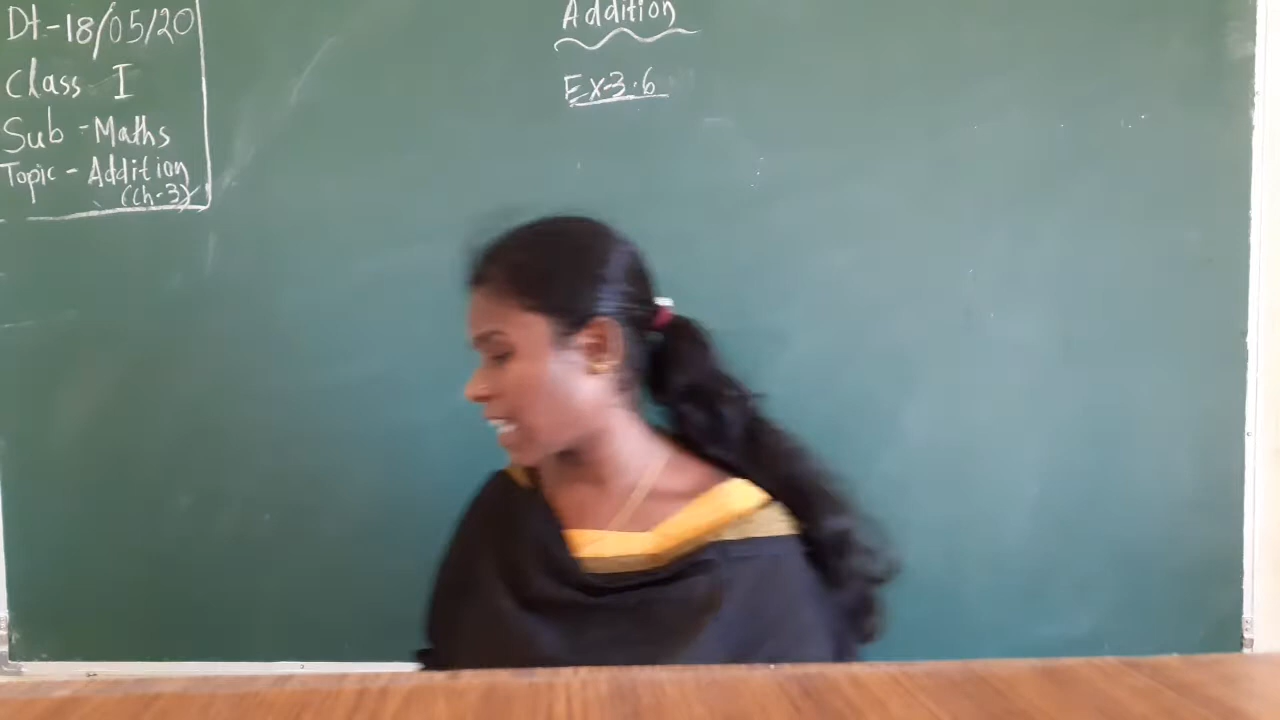 Dt-18/05/20
Class - I
Sub - Maths
Topic - Addition
(Ch-3)
Addition
Ex-3.6